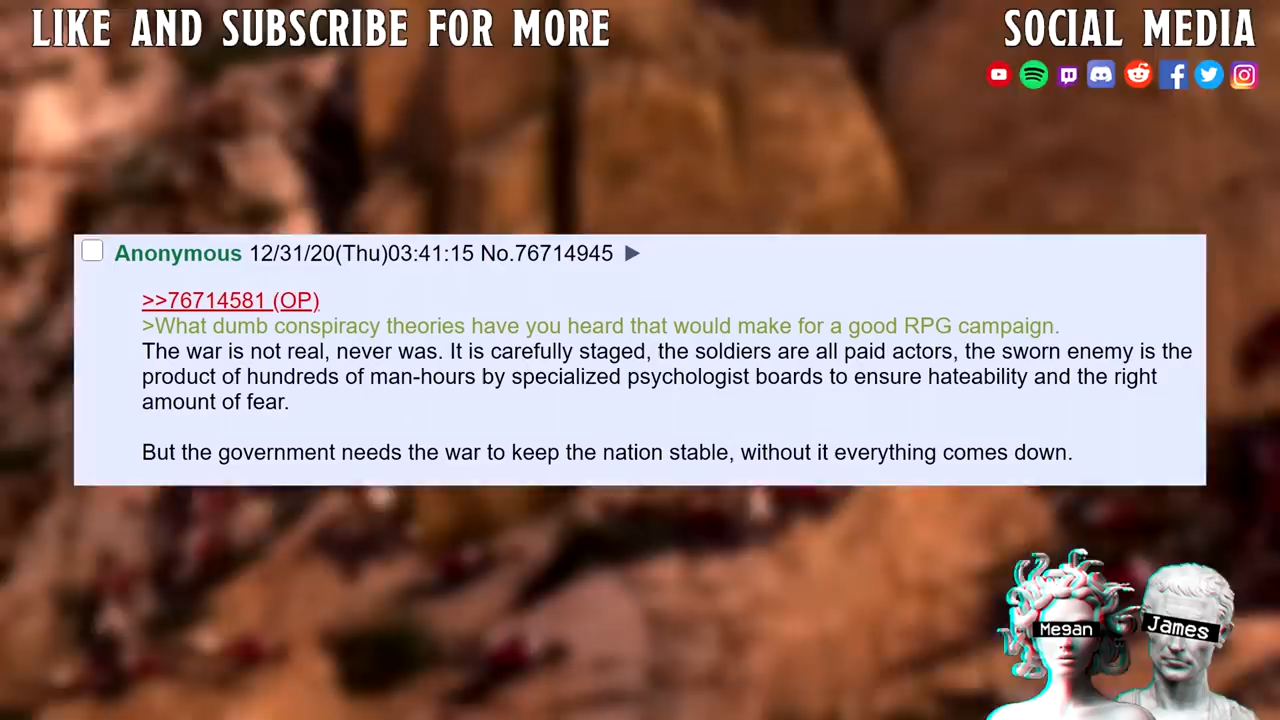 LIKE AND SUBSCRIBE FOR MORE
SOCIAL MEDIA
Anonymous 12/31/20(Thu)03:41:15 No.76714945
>>76714581 (OP)
>What dumb conspiracy theories have you heard that would make for a good RPG campaign.
The war is not real, never was. It is carefully staged, the soldiers are all paid actors, the sworn enemy is the
product of hundreds of man-hours by specialized psychologist boards to ensure hateability and the right
amount of fear.
But the government needs the war to keep the nation stable, without it everything comes down.
Megan
James